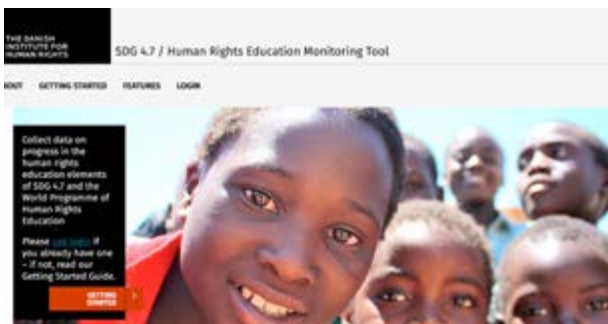 THE DANISH
INSTITUTE FOR
HUMAN RIGHTS
SDG 4.7 / Human Rights Education Monitoring Tool
GETTING STARTED FEATURES LOGIN
Collect data on
progress in the
human rights
education elements
of SDG 4.7 and the
World Programme of
Human Rights
Education
Please use login if
you already have one
– if not, read our
Getting Started Guide.
GETTING
STARTED